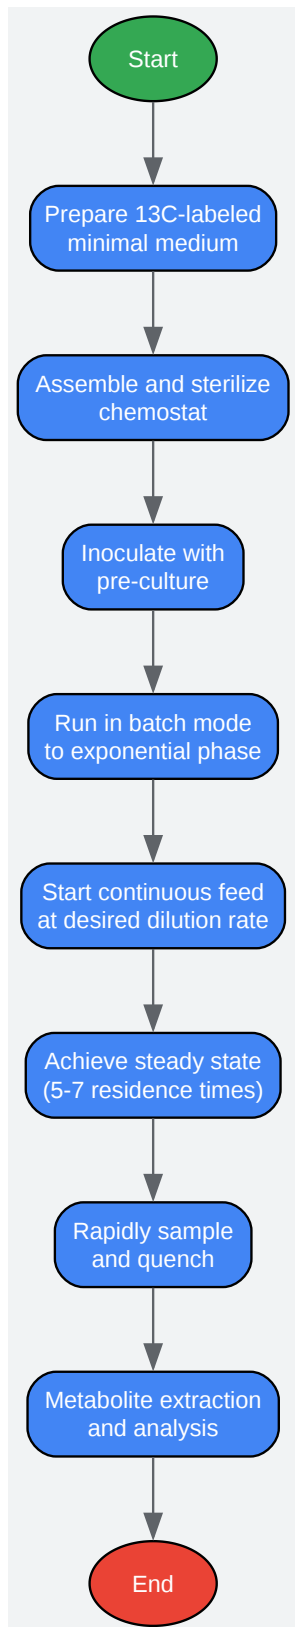 Start
Prepare 13C-labeled
minimal medium
Assemble and sterilize
chemostat
Inoculate with
pre-culture
Run in batch mode
to exponential phase
Start continuous feed
at desired dilution rate
Achieve steady state
(5-7 residence times)
Rapidly sample
and quench
Metabolite extraction
and analysis
End